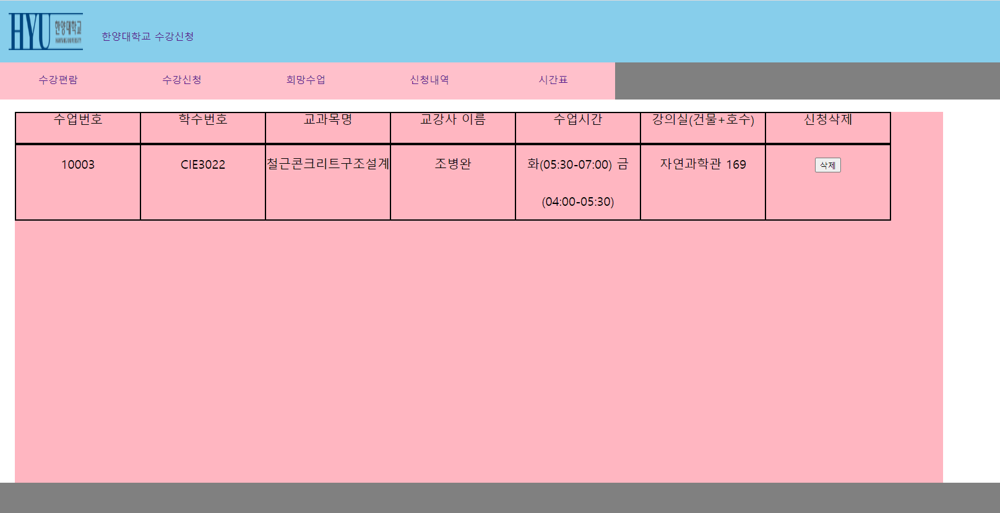 HYU 한양대학교
HANYANG UNIVERSITY
한양대학교 수강신청
수강편람 수강신청 희망수업 신청내역 시간표
수업번호 학수번호 교과목명 교강사 이름 수업시간 강의실(건물+호수) 신청삭제
10003 CIE3022 철근콘크리트구조설계 조병완 화(05:30-07:00) 금 자연과학관 169 삭제
(04:00-05:30)